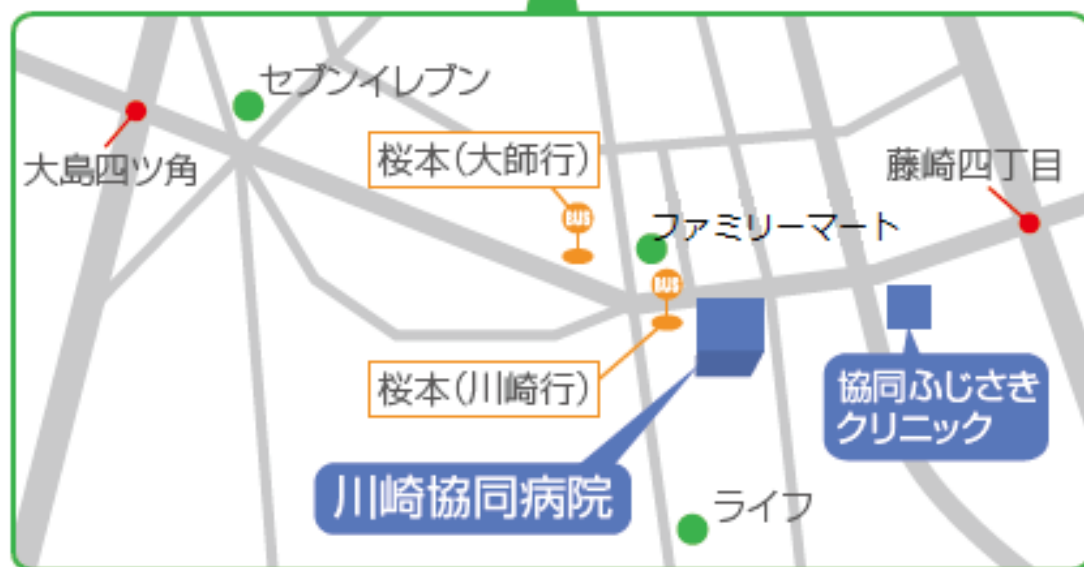 セブンイレブン
大島四ツ角
桜本(大師行)
藤崎四丁目
BUS
ファミリーマート
BUS
桜本(川崎行)
協同ふじさき
クリニック
川崎協同病院
ライフ